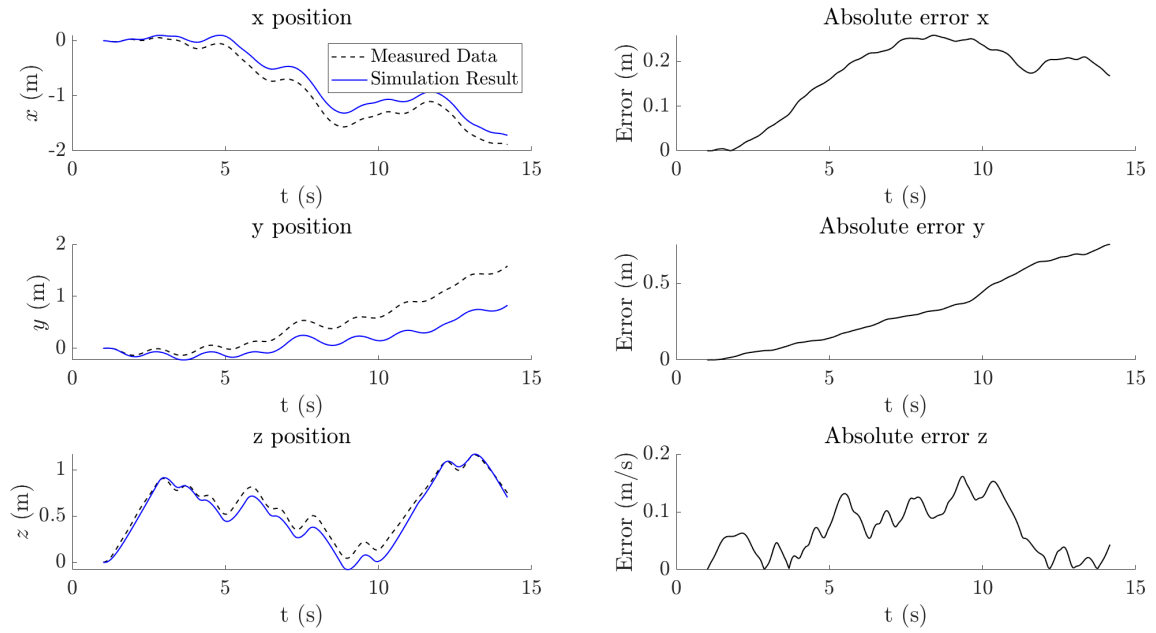 x position
0
-1
-2
x (m)
0
5
10
15
t (s)
Measured Data
Simulation Result
Absolute error x
0.2
0.1
0
Error (m)
0
5
10
15
t (s)
y position
2
1
0
y (m)
0
5
10
15
t (s)
Absolute error y
0.5
0
Error (m)
0
5
10
15
t (s)
z position
1
0.5
0
z (m)
0
5
10
15
t (s)
Absolute error z
0.2
0.1
0
Error (m/s)
0
5
10
15
t (s)